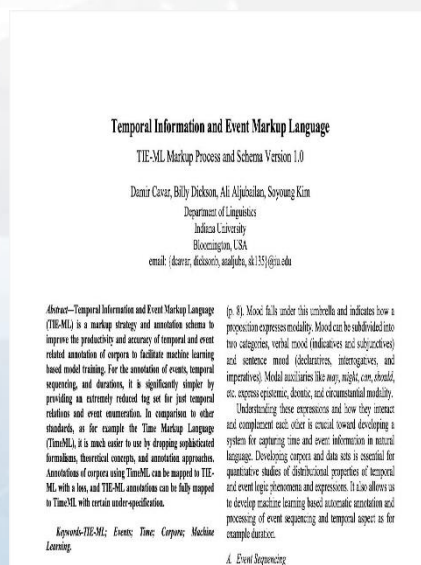 Temporal Information and Event Markup Language
TIE-ML Markup Process and Schema Version 1.0
Damir Cavar, Billy Dickson, Ali Aljubailan, Soyoung Kim
Department of Linguistics
Indiana University
Bloomington, USA
email: {dcavar, dicksonb, aaaljuba, sk135}@iu.edu
Abstract—Temporal Information and Event Markup Language
(TIE-ML) is a markup strategy and annotation schema to
improve the productivity and accuracy of temporal and event
related annotation of corpora to facilitate machine learning
based model training. For the annotation of events, temporal
sequencing, and durations, it is significantly simpler by
providing an extremely reduced tag set for just temporal
relations and event enumeration. In comparison to other
standards, as for example the Time Markup Language
(TimeML), it is much easier to use by dropping sophisticated
formalisms, theoretical concepts, and annotation approaches.
Annotations of corpora using TimeML can be mapped to TIE-
ML with a loss, and TIE-ML annotations can be fully mapped
to TimeML with certain under-specification.
Keywords-TIE-ML; Events; Time; Corpora; Machine
Learning.
(p. 8). Mood falls under this umbrella and indicates how a
proposition expresses modality. Mood can be subdivided into
two categories, verbal mood (indicatives and subjunctives)
and sentence mood (declaratives, interrogatives, and
imperatives). Modal auxiliaries like may, might, can, should,
etc. express epistemic, deontic, and circumstantial modality.
Understanding these expressions and how they interact
and complement each other is crucial toward developing a
system for capturing time and event information in natural
language. Developing corpora and data sets is essential for
quantitative studies of distributional properties of temporal
and event logic phenomena and expressions. It also allows us
to develop machine learning based automatic annotation and
processing of event sequencing and temporal aspect as for
example duration.
A. Event Sequencing